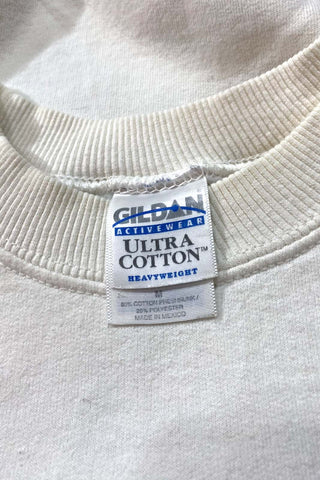 GILDAN
ACTIVEWEAR
ULTRA
COTTON™
HEAVYWEIGHT
M
80% COTTON PRESHRUNK /
20% POLYESTER
MADE IN MEXICO